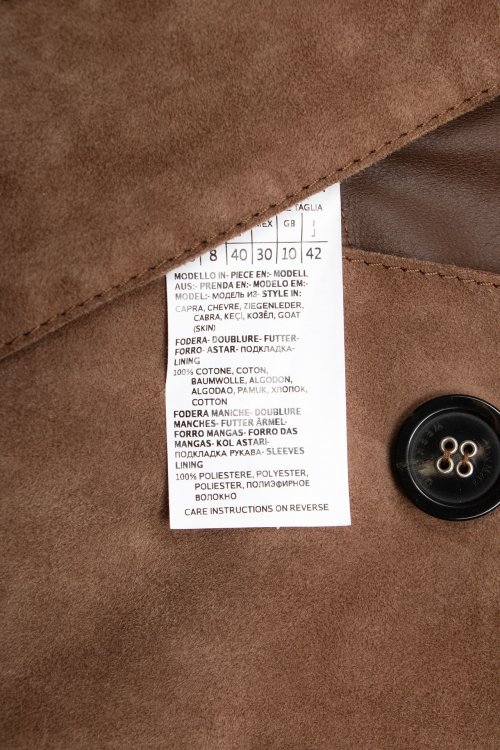 TAGLIA
MEX GB I
J
8 40 30 10 42
MODELLO IN- PIECE EN:- MODELL
AUS:- PRENDA EN:- MODELO EM:-
MODEL:- МОДЕЛЬ ИЗ- STYLE IN:
CAPRA, CHEVRE, ZIEGENLEDER,
CABRA, KEÇİ, КОЗЁЛ, GOAT
(SKIN)
FODERA- DOUBLURE- FUTTER-
FORRO- ASTAR- ПОДКЛАДКА-
LINING
100% COTONE, COTON,
BAUMWOLLE, ALGODON,
ALGODAO, PAMUK, ХЛОПОК,
COTTON
FODERA MANICHE- DOUBLURE
MANCHES- FUTTER ÄRMEL-
FORRO MANGAS- FORRO DAS
MANGAS- KOL ASTARI-
ПОДКЛАДКА РУКАВА- SLEEVES
LINING
100% POLIESTERE, POLYESTER,
POLIESTER, ПОЛИЭФИРНОЕ
ВОЛОКНО
CARE INSTRUCTIONS ON REVERSE